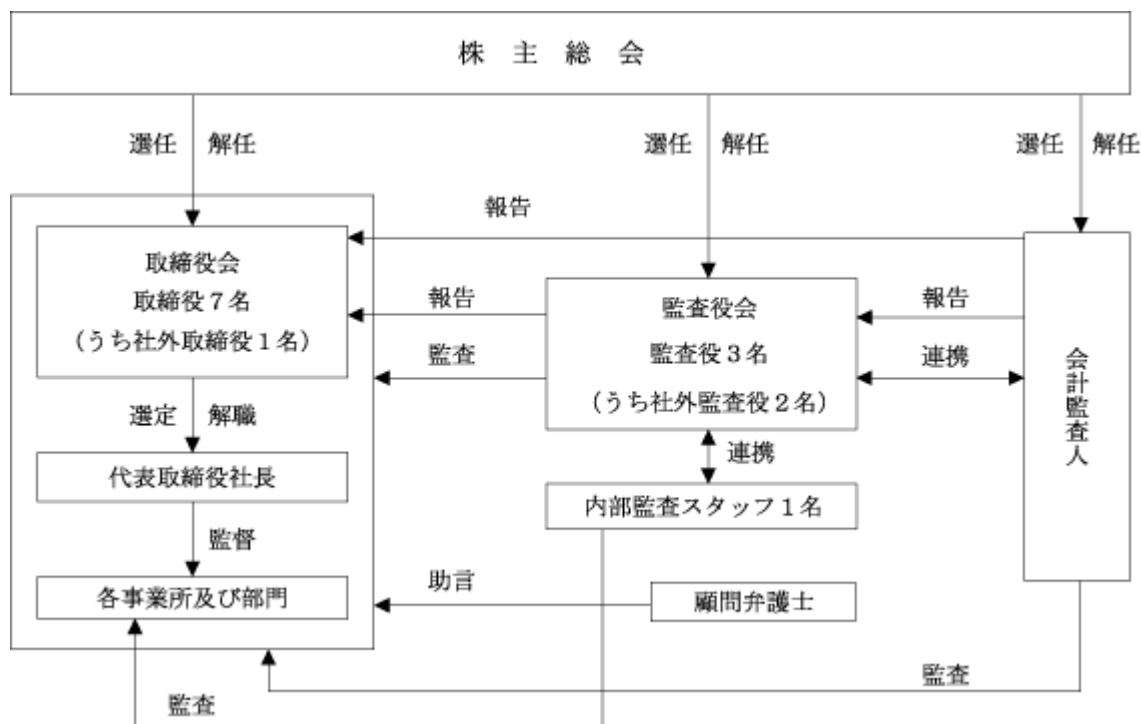 株主総会
選任 解任
選任 解任
選任 解任
報告
取締役会
取締役７名
（うち社外取締役１名）
報告
監査
監査役会
監査役３名
（うち社外監査役２名）
報告
連携
会計監査人
選定 解職
連携
代表取締役社長
内部監査スタッフ１名
監督
助言
各事業所及び部門
顧問弁護士
監査
監査